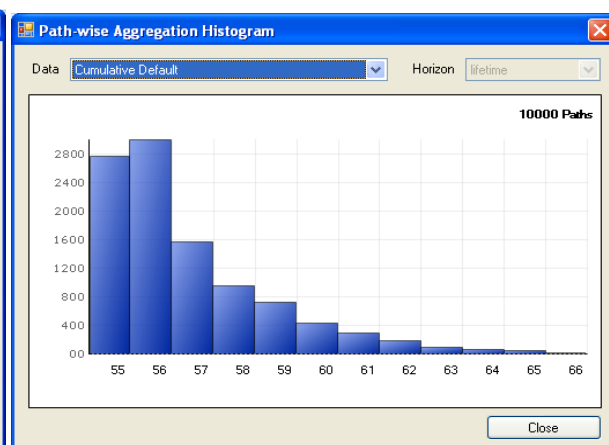 Path-wise Aggregation Histogram
Data Cumulative Default Horizon lifetime
10000 Paths
2800
2400
2000
1600
1200
800
400
00
55 56 57 58 59 60 61 62 63 64 65 66
Close